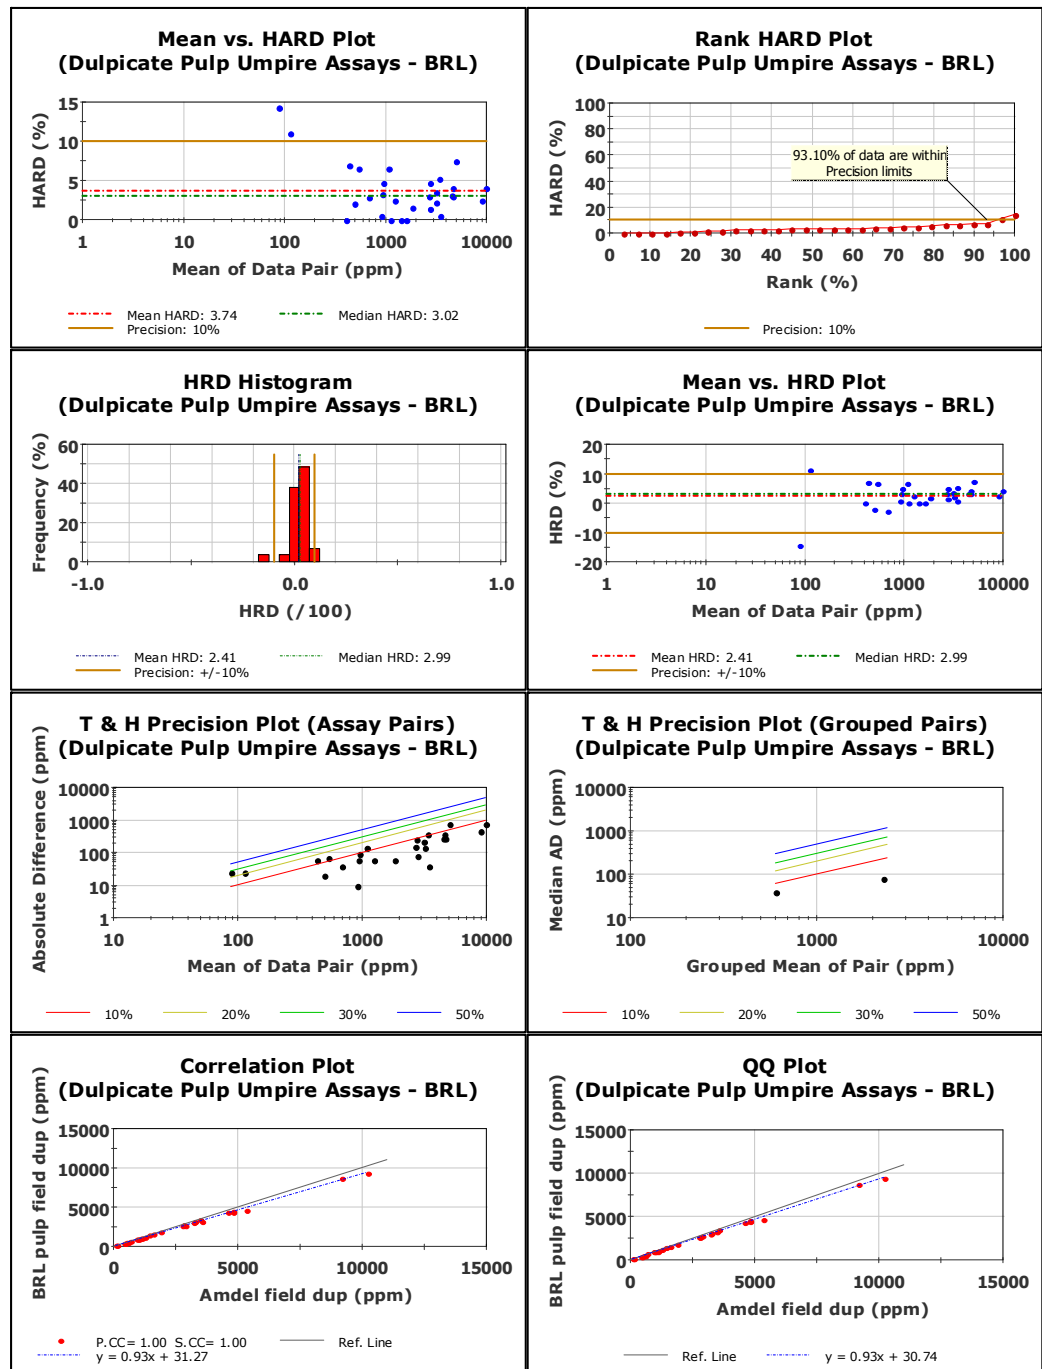 Mean vs. HARD Plot
(Dulpicate Pulp Umpire Assays - BRL)
HARD (%)
15
10
5
0
1
10
100
1000
10000
Mean of Data Pair (ppm)
Mean HARD: 3.74
Median HARD: 3.02
Precision: 10%
Rank HARD Plot
(Dulpicate Pulp Umpire Assays - BRL)
HARD (%)
100
80
60
40
20
0
93.10% of data are within
Precision limits
0
10
20
30
40
50
60
70
80
90
100
Rank (%)
Precision: 10%
HRD Histogram
(Dulpicate Pulp Umpire Assays - BRL)
Frequency (%)
60
40
20
0
-1.0
0.0
1.0
HRD (/100)
Mean HRD: 2.41
Median HRD: 2.99
Precision: +/-10%
Mean vs. HRD Plot
(Dulpicate Pulp Umpire Assays - BRL)
HRD (%)
20
10
0
-10
-20
1
10
100
1000
10000
Mean of Data Pair (ppm)
Mean HRD: 2.41
Median HRD: 2.99
Precision: +/-10%
T & H Precision Plot (Assay Pairs)
(Dulpicate Pulp Umpire Assays - BRL)
Absolute Difference (ppm)
10000
1000
100
10
1
10
100
1000
10000
Mean of Data Pair (ppm)
10%
20%
30%
50%
T & H Precision Plot (Grouped Pairs)
(Dulpicate Pulp Umpire Assays - BRL)
Median AD (ppm)
10000
1000
100
10
100
1000
10000
Grouped Mean of Pair (ppm)
10%
20%
30%
50%
Correlation Plot
(Dulpicate Pulp Umpire Assays - BRL)
BRL pulp field dup (ppm)
15000
10000
5000
0
0
5000
10000
15000
Amdel field dup (ppm)
P.CC= 1.00 S.CC= 1.00
Ref. Line
y = 0.93x + 31.27
QQ Plot
(Dulpicate Pulp Umpire Assays - BRL)
BRL pulp field dup (ppm)
15000
10000
5000
0
0
5000
10000
15000
Amdel field dup (ppm)
Ref. Line
y = 0.93x + 30.74